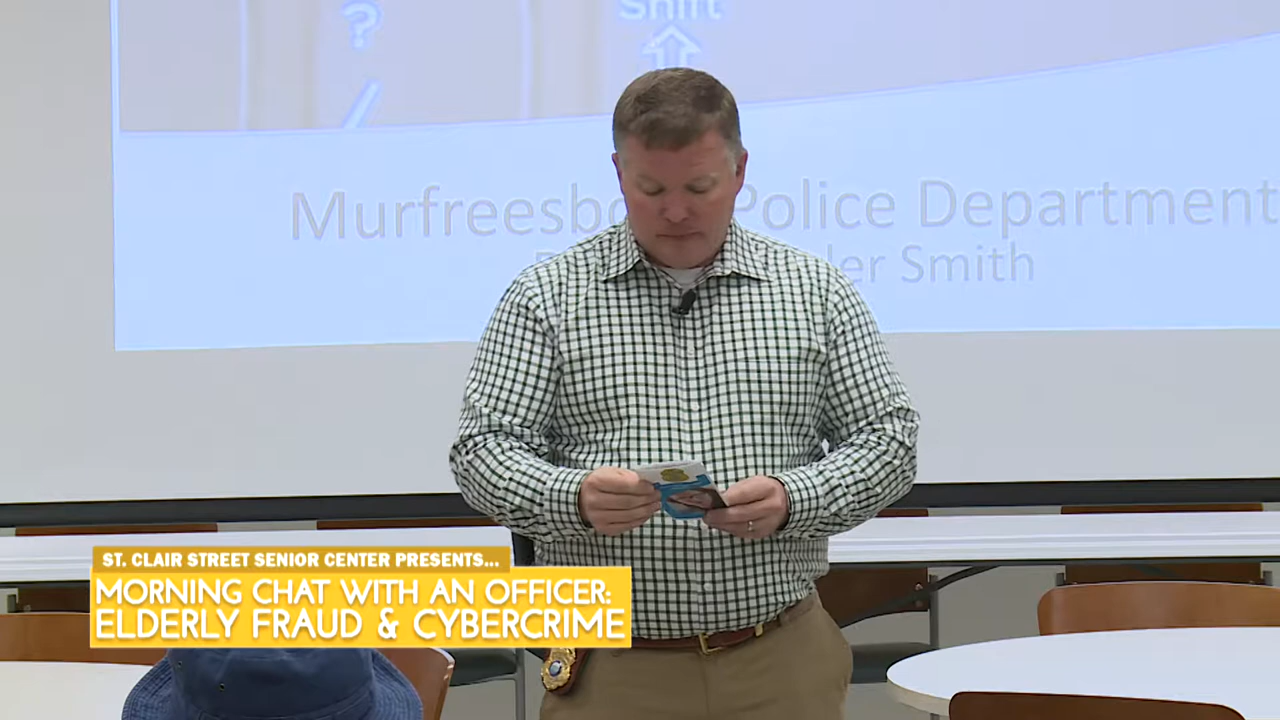 ?
/
Shift
Murfreesbo Police Department
der Smith
ST. CLAIR STREET SENIOR CENTER PRESENTS...
MORNING CHAT WITH AN OFFICER:
ELDERLY FRAUD & CYBERCRIME